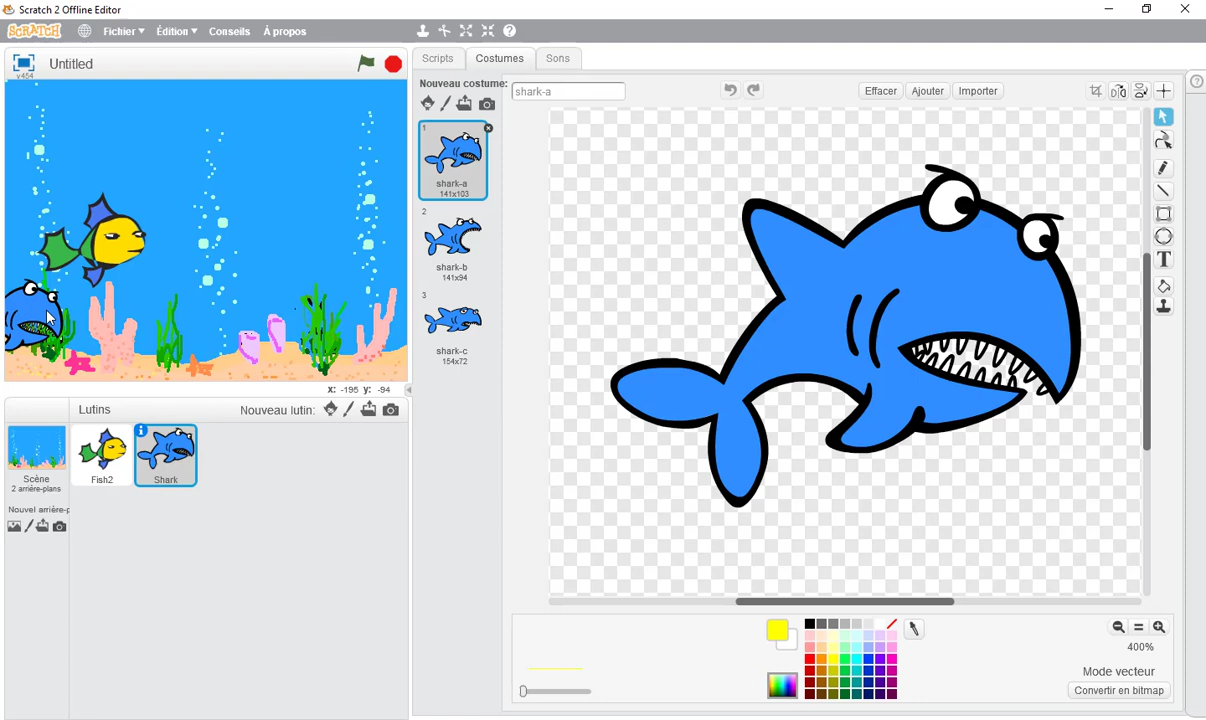 Scratch 2 Offline Editor
SCRATCH Fichier Édition Conseils À propos
v454
Untitled
Scripts Costumes Sons
Nouveau costume:
shark-a
Effacer Ajouter Importer
1
shark-a
141x103
2
shark-b
141x94
3
shark-c
154x72
T
x: -195 y: -94
Lutins Nouveau lutin:
Scène
2 arrière-plans
Fish2
Shark
Nouvel arrière-p
400%
Mode vecteur
Convertir en bitmap